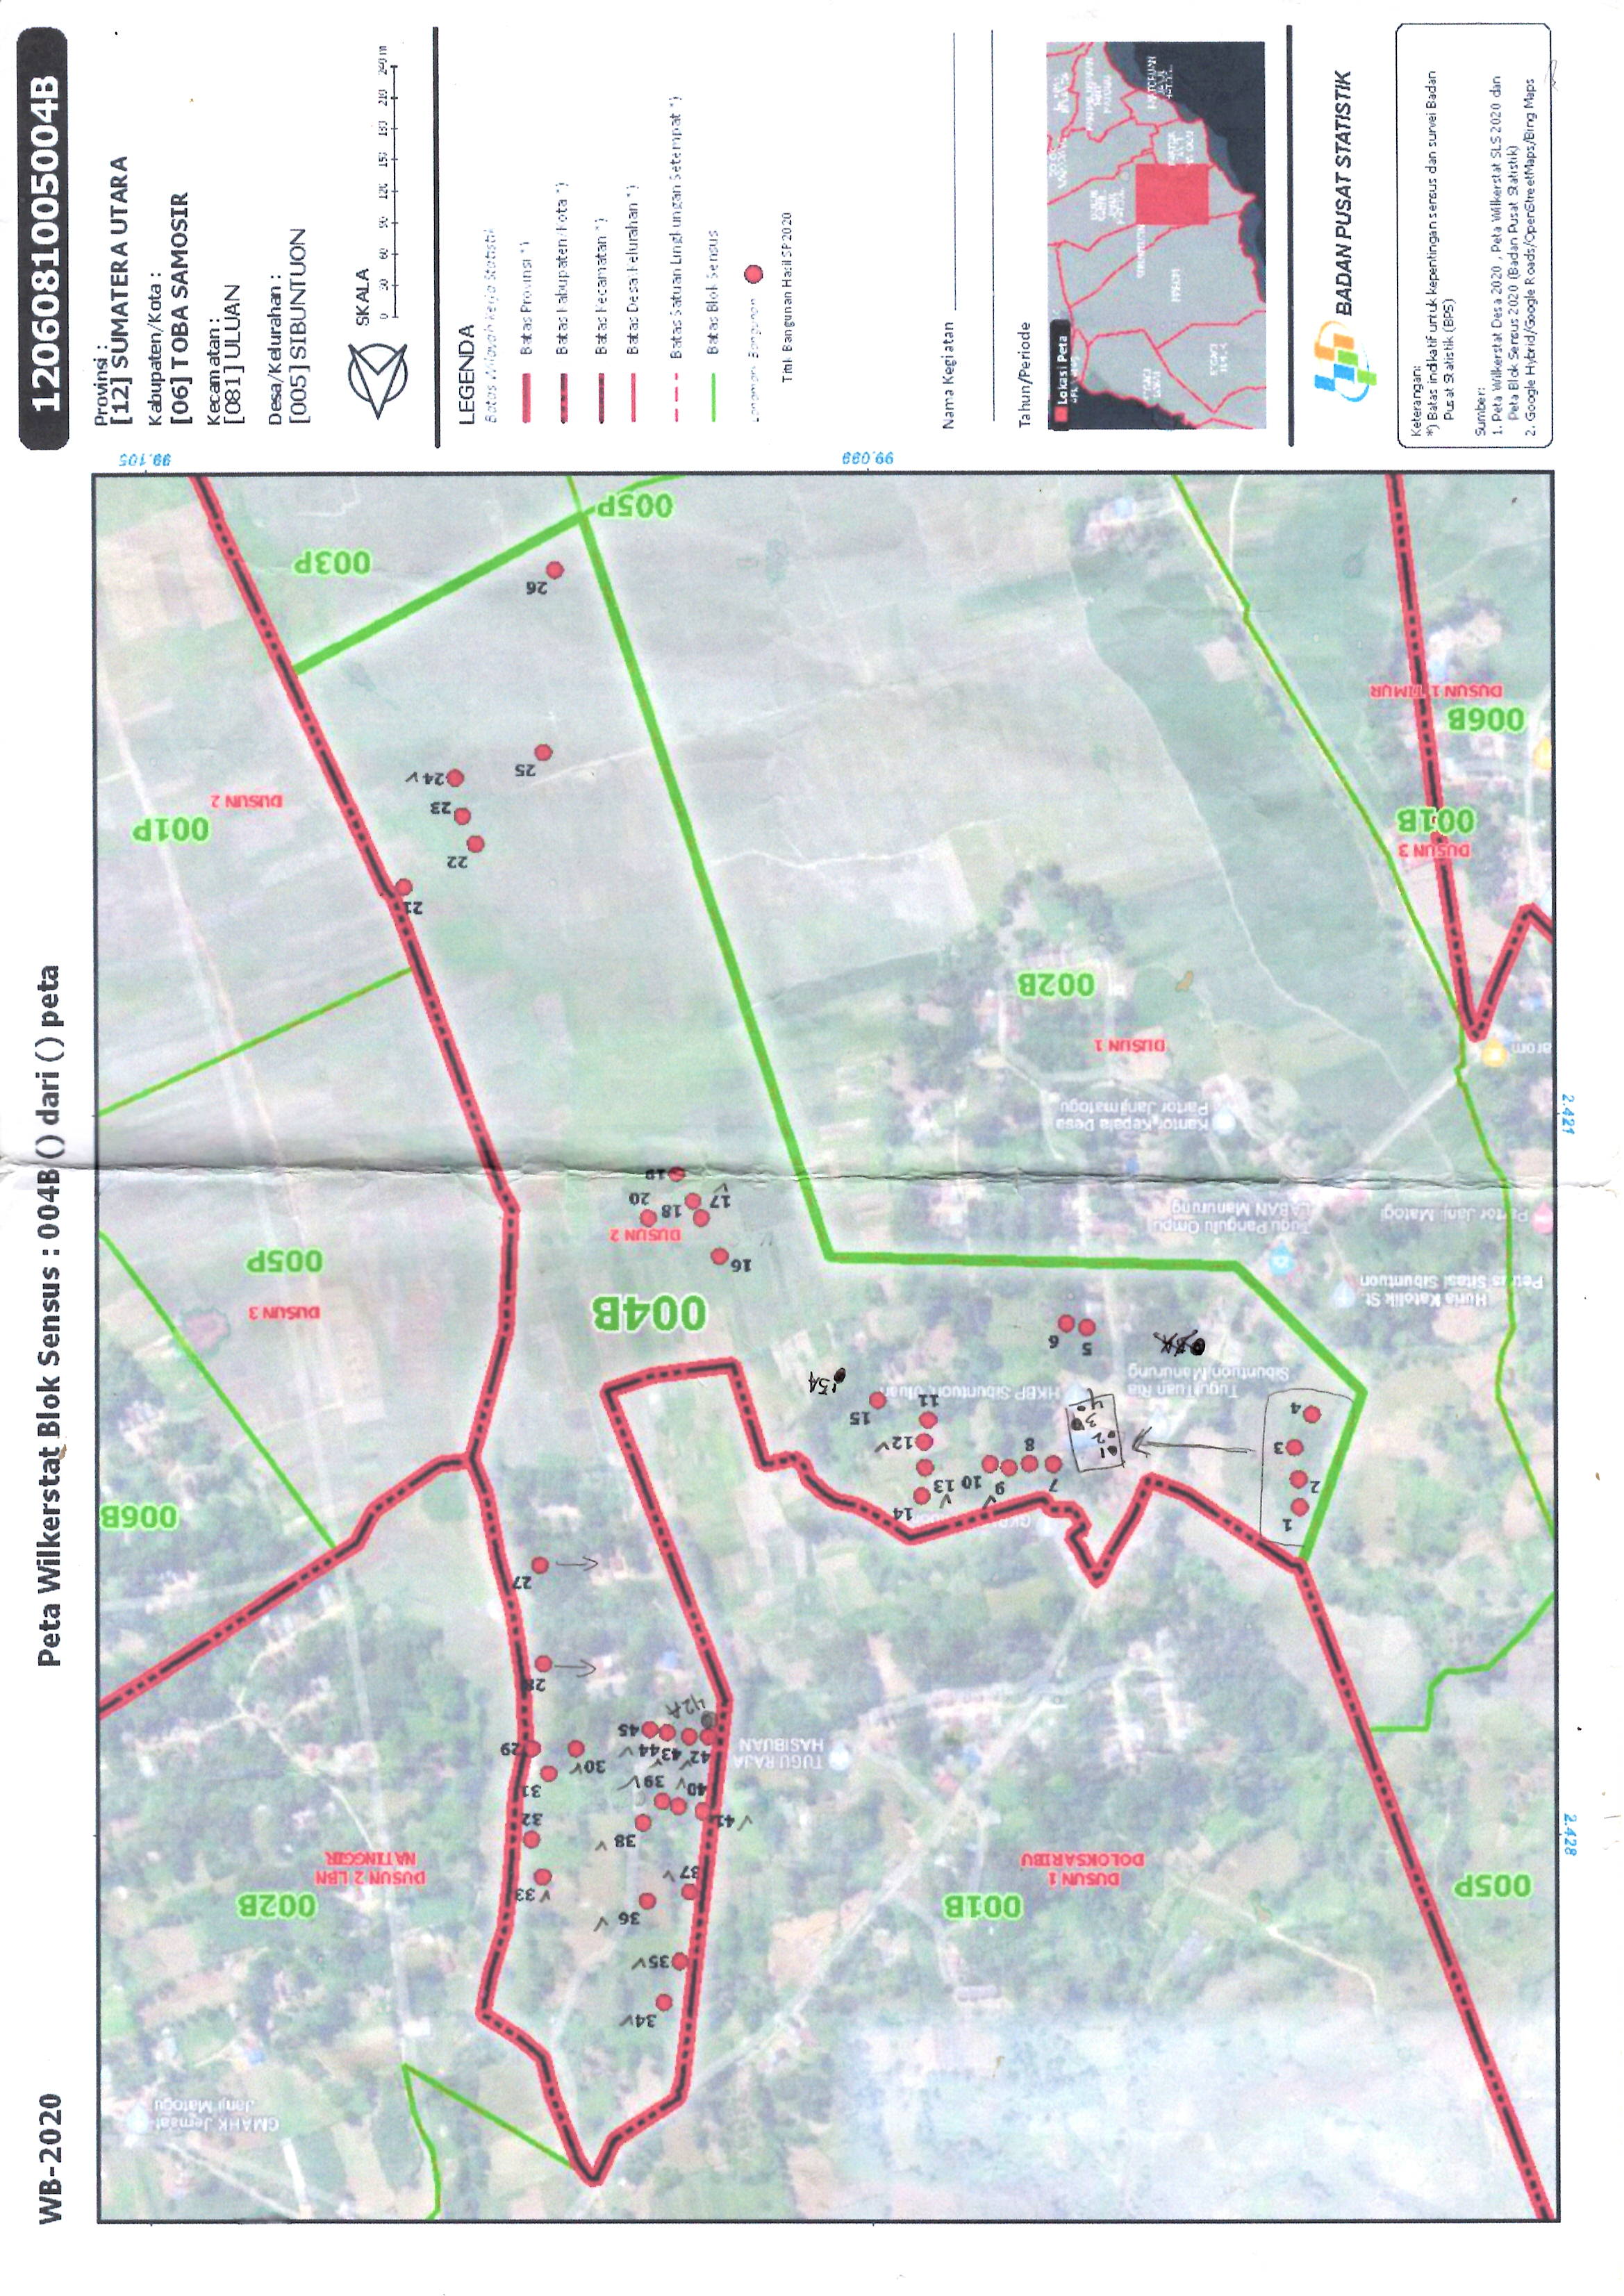 WB-2020
Peta Wilkerstat Blok Sensus : 004B () dari () peta
1206081005004B
GMAHK Jemaat
Janji Matogu
34✓
35✓
36 ✓
✓33
37 ✓
38 ✓
32
✓41
40✓
39✓
31
30✓
29
42✓
43✓
44✓
45
42A
28
27
005P
001B
DUSUN 1
DOLOKSARIBU
002B
DUSUN 2 LBN
NATINGGIR
TUGU RAJA
HASIBUAN
006B
2.428
1
2
3
4
1
2
3
4
7
8
9✓
10
✓13
14
12✓
11
15
15A
5
6
Tugu Tuan Ria
Sibuntuon Manurung
HKBP Sibuntuon Uluan
Huria Katolik St.
Petrus Sitasi Sibuntuon
Tugu Pangulu Ompu
LABAN Manurung
Partor Janji Matogi
004B
DUSUN 2
16
17
✓
18
19
20
DUSUN 3
005P
2.421
Kantor Kepala Desa
Partor Janjimatogu
arom
DUSUN 1
002B
21
22
23
24✓
25
26
001P
DUSUN 2
DUSUN 3
001B
006B
DUSUN 1 TIMUR
003P
005P
99.099
99.105
Provinsi :
[12] SUMATERA UTARA
Kabupaten/Kota :
[06] TOBA SAMOSIR
Kecamatan :
[081] ULUAN
Desa/Kelurahan :
[005] SIBUNTUON
SKALA
0 30 60 90 120 150 180 210 240 m
LEGENDA
Batas Wilayah Kerja Statistik
Batas Provinsi *)
Batas Kabupaten/Kota *)
Batas Kecamatan *)
Batas Desa/Kelurahan *)
Batas Satuan Lingkungan Setempat *)
Batas Blok Sensus
Titik Bangunan Hasil SP2020
Nama Kegiatan
Tahun/Periode
Lokasi Peta
BADAN PUSAT STATISTIK
Keterangan:
*) Batas indikatif untuk kepentingan sensus dan survei Badan
Pusat Statistik (BPS)
Sumber:
1. Peta Wilkerstat Desa 2020 , Peta Wilkerstat SLS 2020 dan
Peta Blok Sensus 2020 (Badan Pusat Statistik)
2. Google Hybrid/Google Roads/OpenStreetMaps/Bing Maps